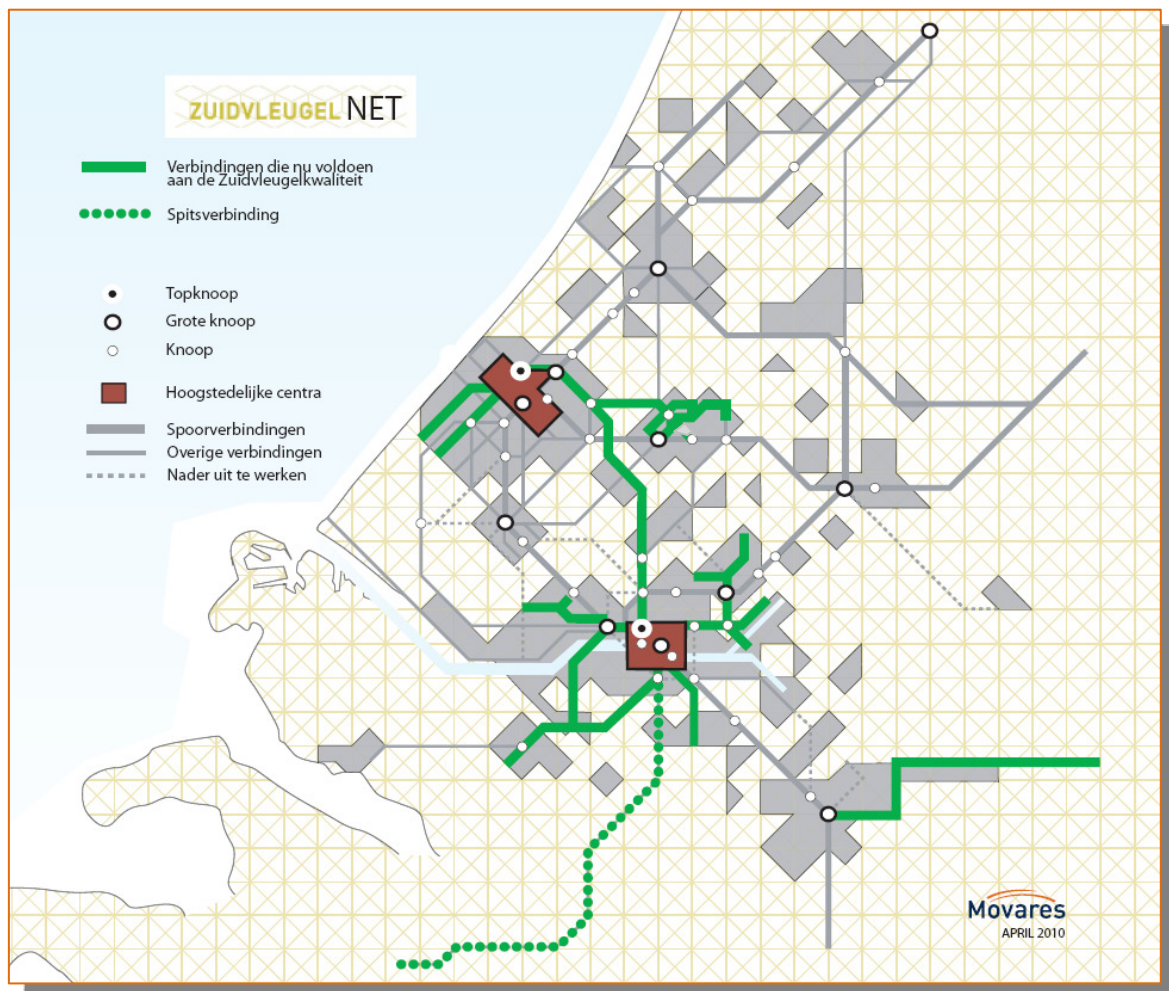 ZUIDVLEUGEL NET
Verbindingen die nu voldoen
aan de Zuidvleugelkwaliteit
Spitsverbinding
Topknoop
Grote knoop
Knoop
Hoogstedelijke centra
Spoorverbindingen
Overige verbindingen
Nader uit te werken
Movares
APRIL 2010